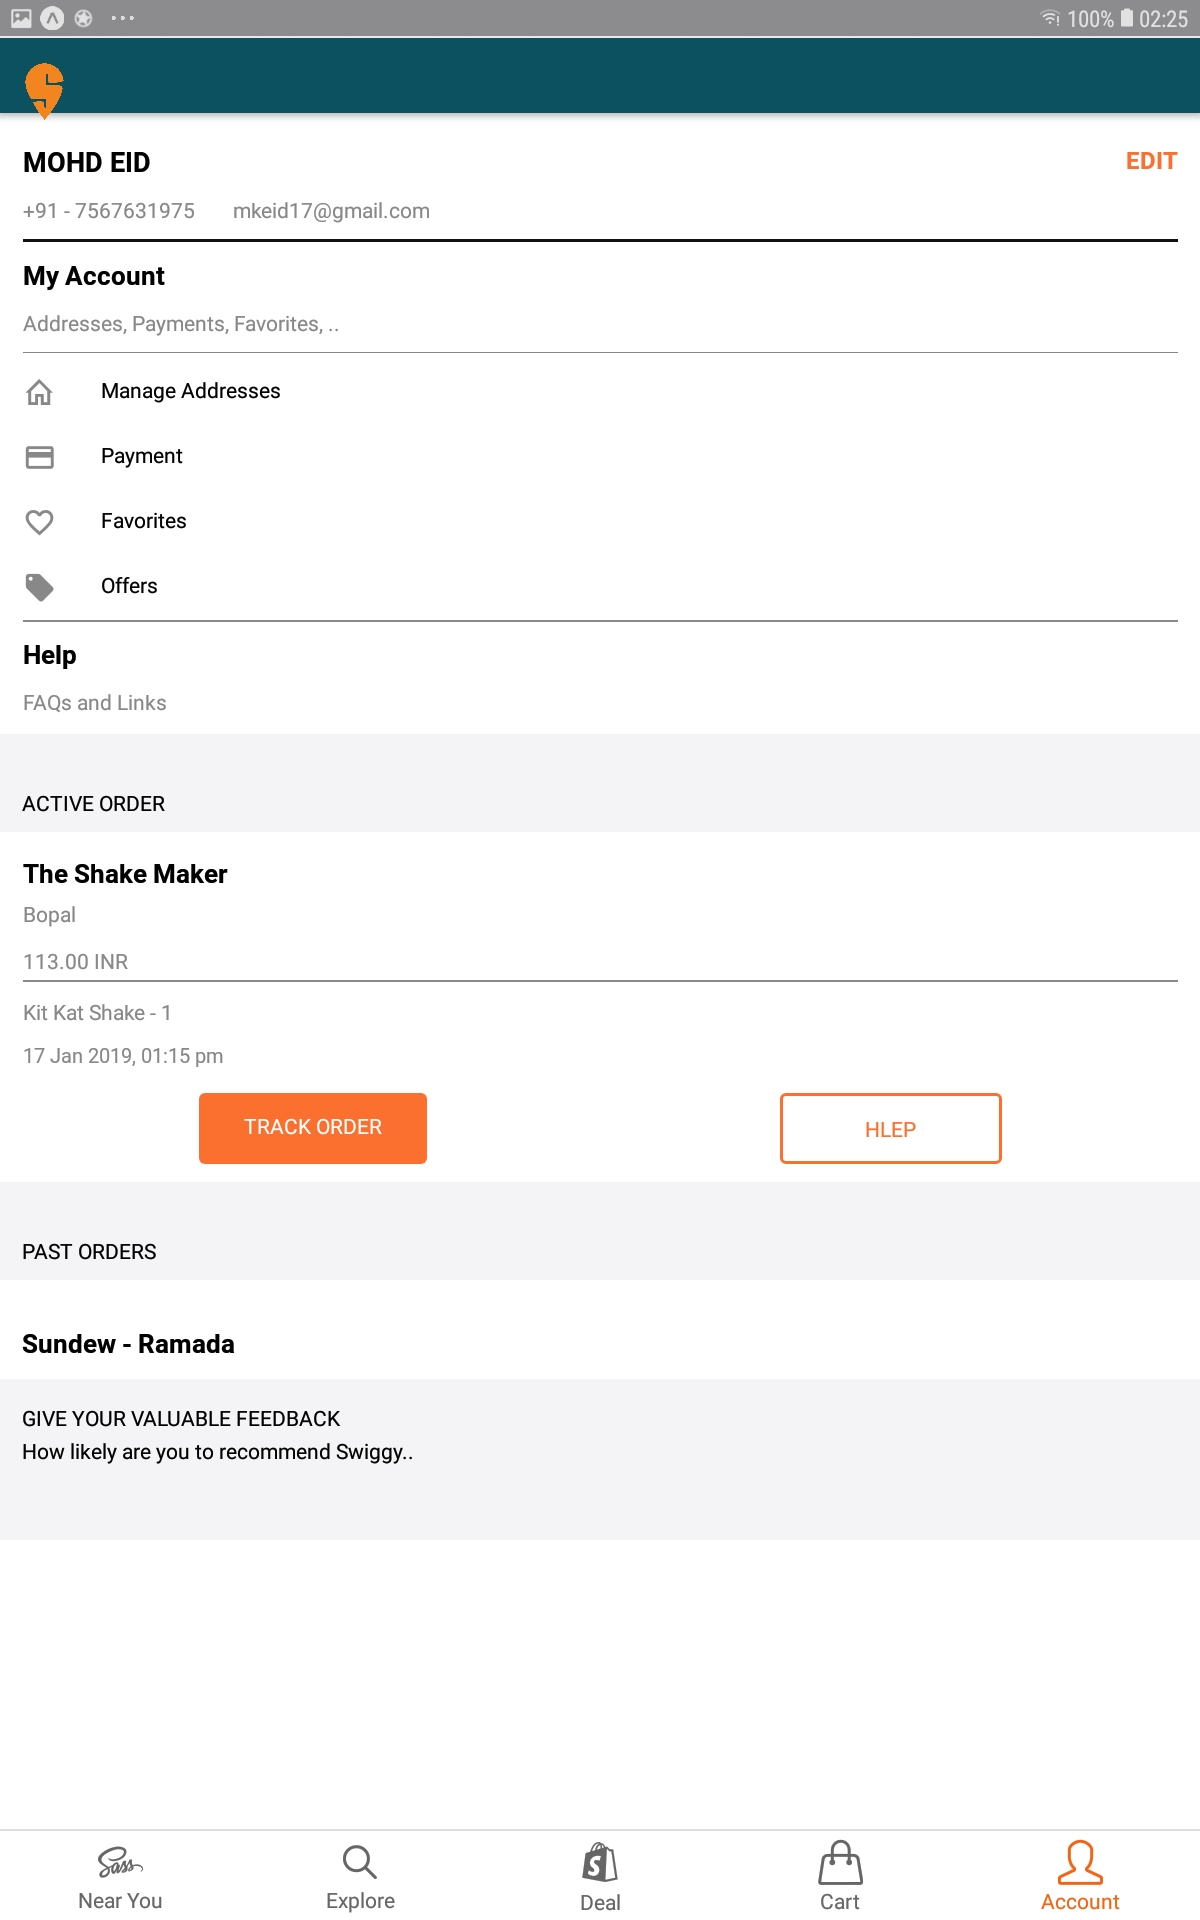 100% 02:25
MOHD EID
EDIT
+91 - 7567631975 mkeid17@gmail.com
My Account
Addresses, Payments, Favorites, ..
Manage Addresses
Payment
Favorites
Offers
Help
FAQs and Links
ACTIVE ORDER
The Shake Maker
Bopal
113.00 INR
Kit Kat Shake - 1
17 Jan 2019, 01:15 pm
TRACK ORDER
HLEP
PAST ORDERS
Sundew - Ramada
GIVE YOUR VALUABLE FEEDBACK
How likely are you to recommend Swiggy..
Sass
S
Near You
Explore
Deal
Cart
Account